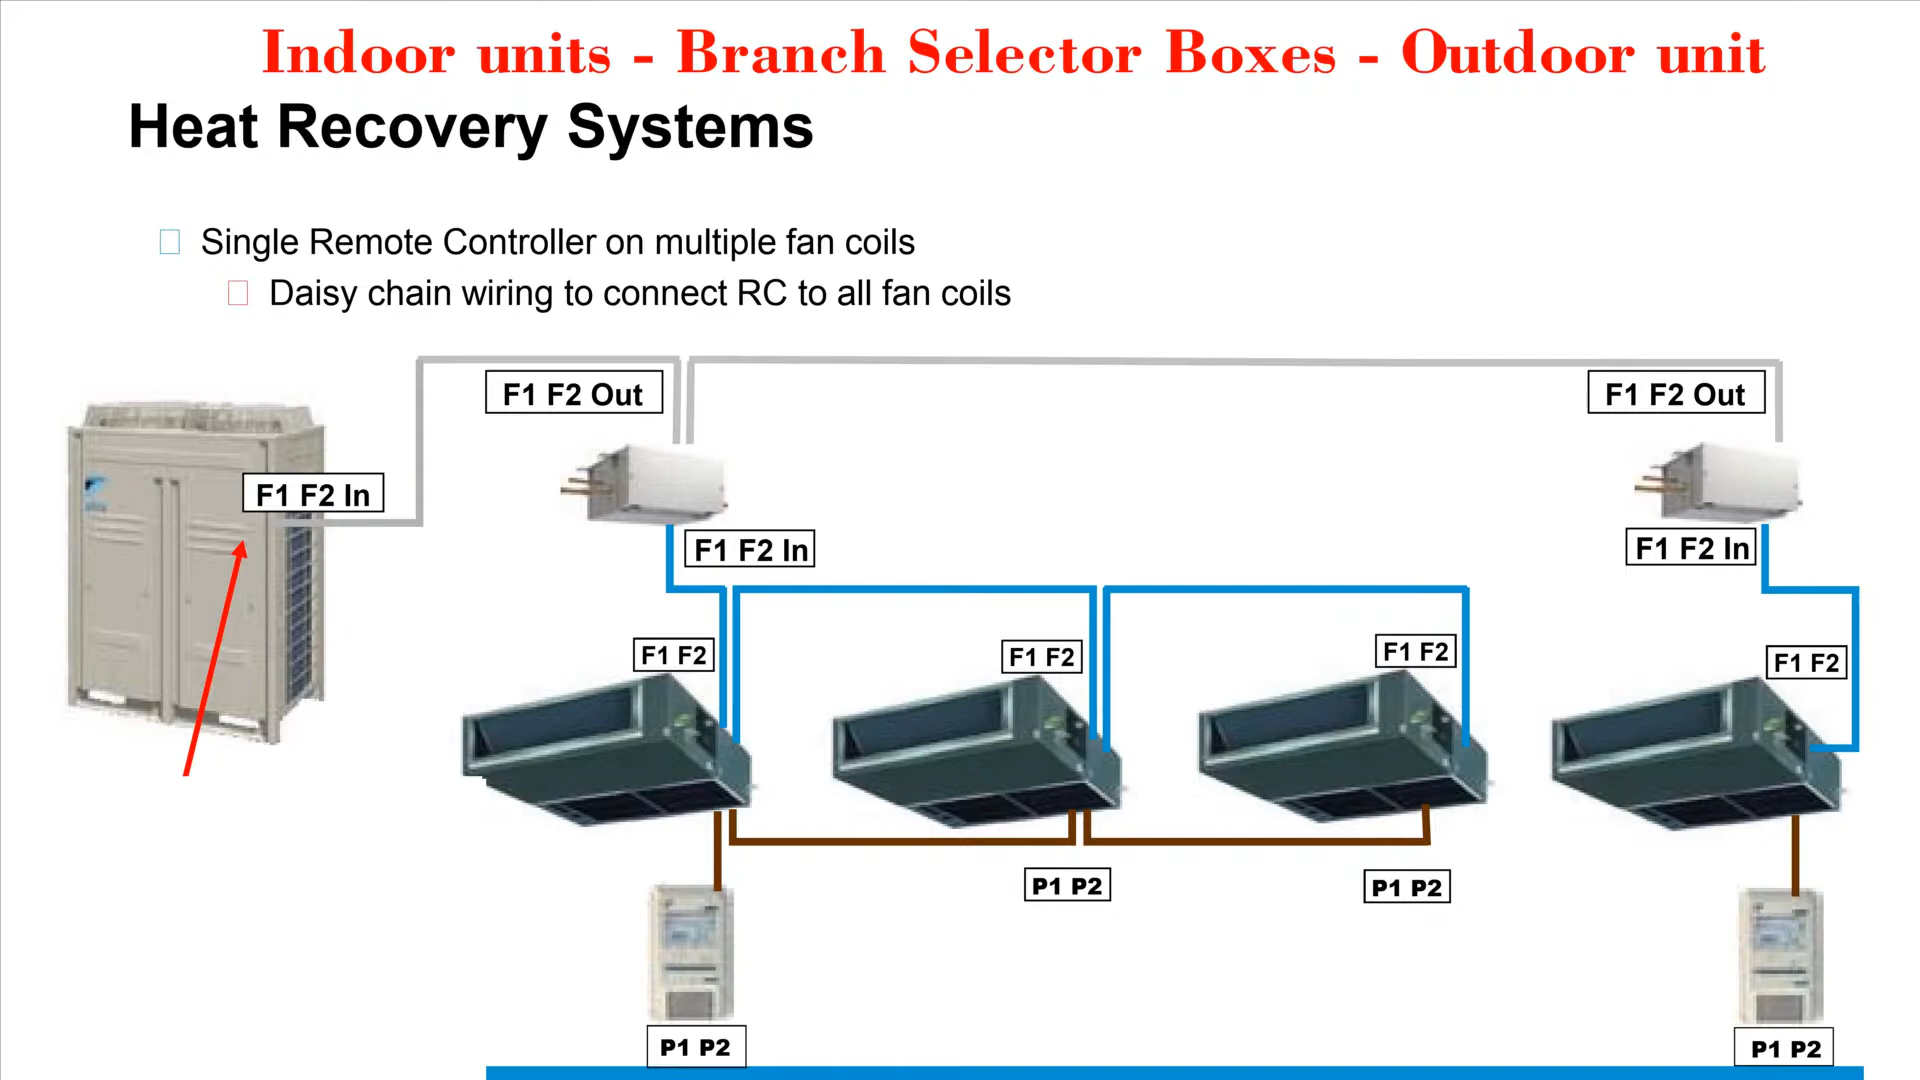 Indoor units - Branch Selector Boxes - Outdoor unit
Heat Recovery Systems
Single Remote Controller on multiple fan coils
Daisy chain wiring to connect RC to all fan coils
F1 F2 Out
F1 F2 Out
F1 F2 In
F1 F2 In
F1 F2 In
F1 F2
F1 F2
F1 F2
F1 F2
P1 P2
P1 P2
P1 P2
P1 P2